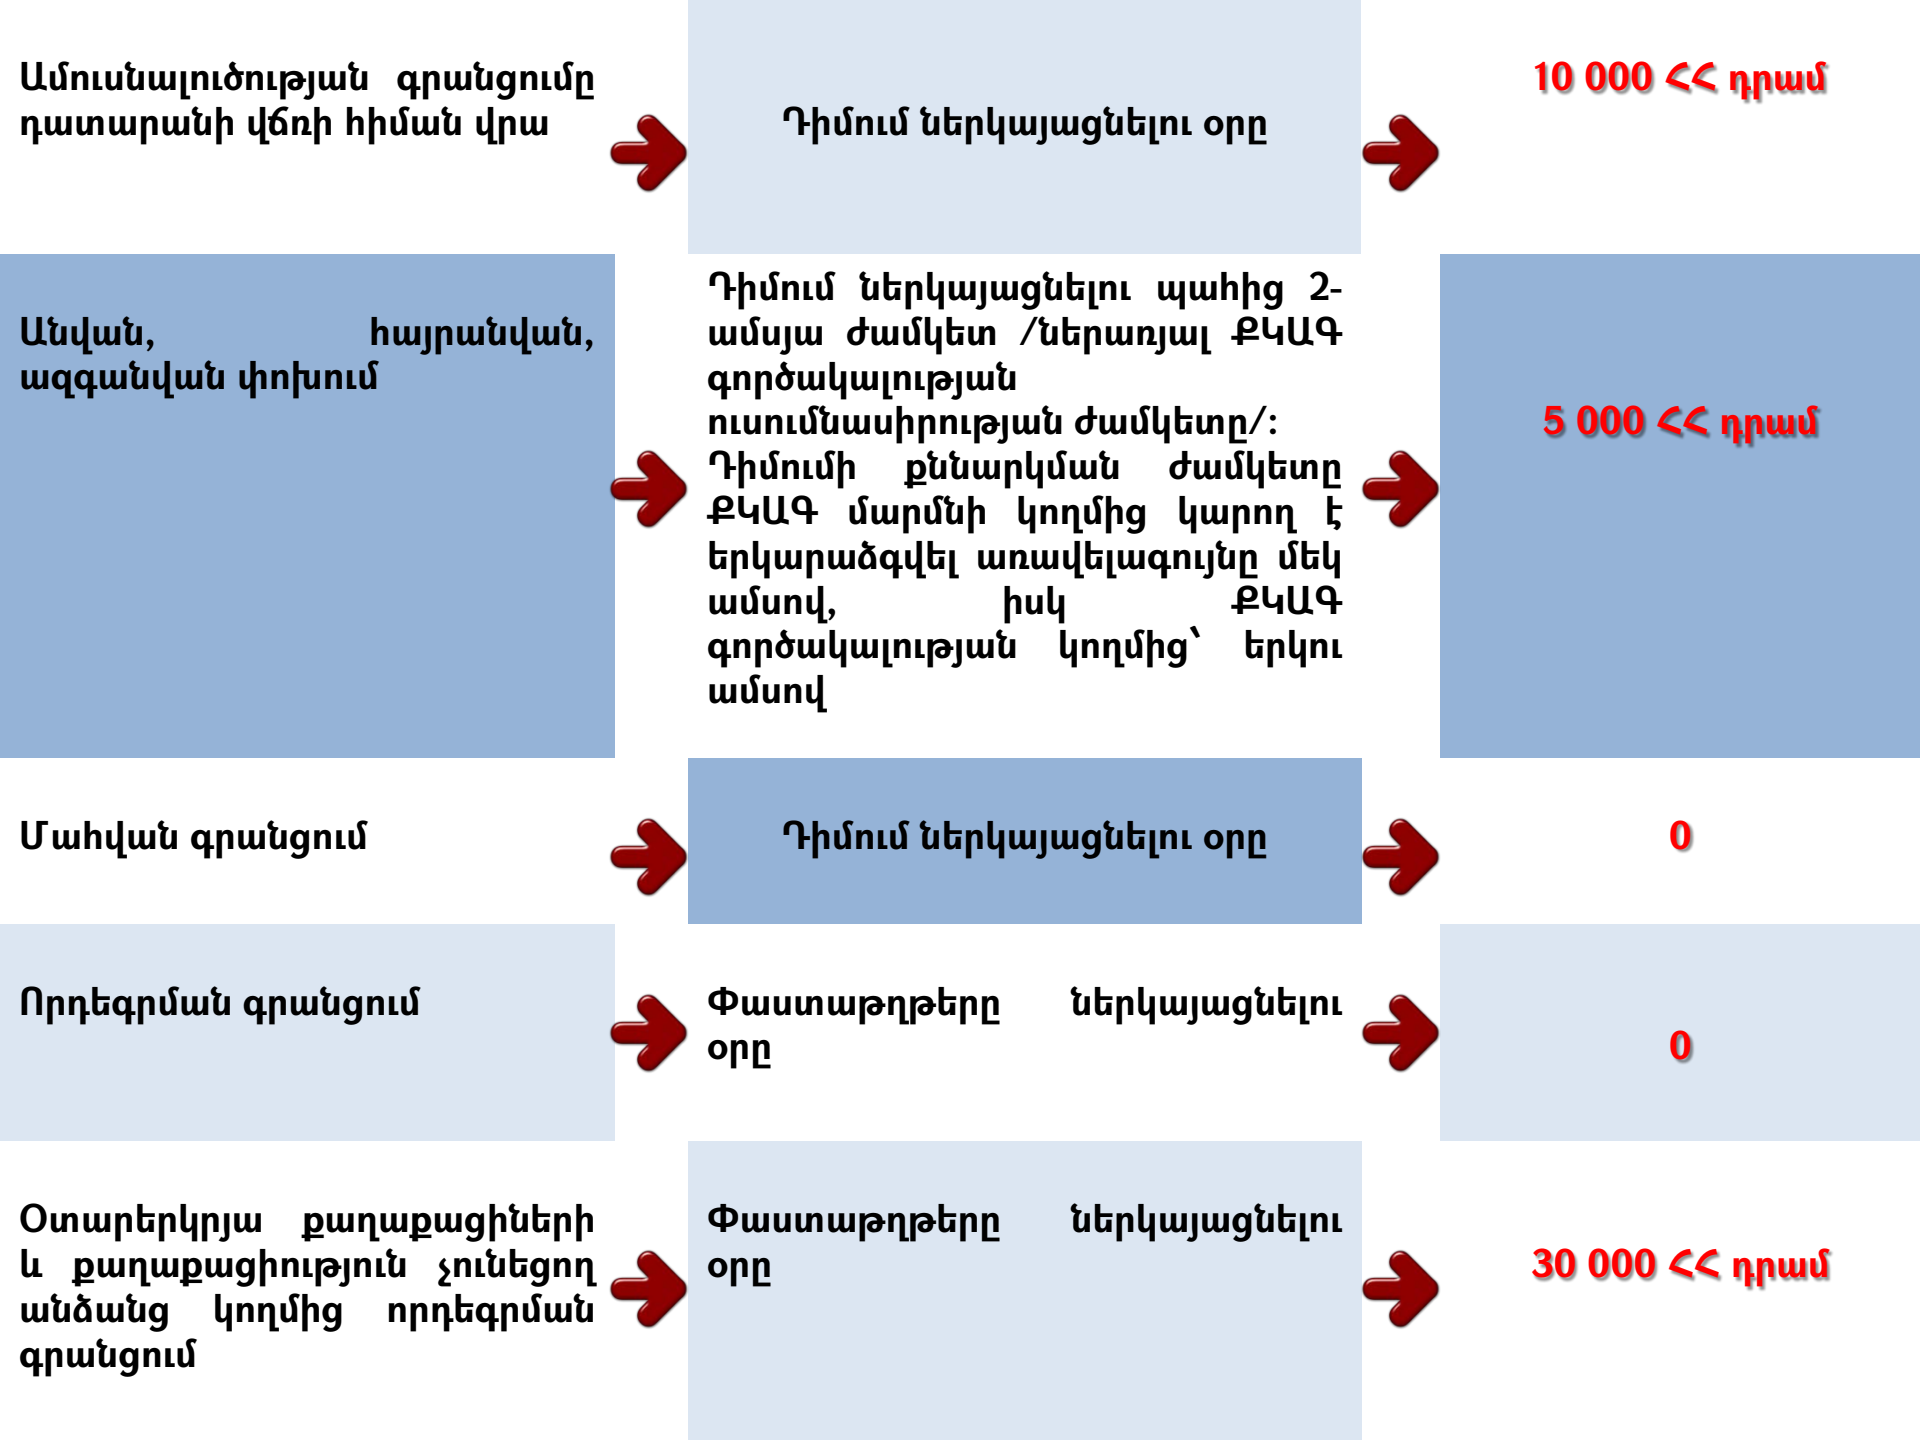 Ամուսնալուծության գրանցումը
դատարանի վճռի հիման վրա
Դիմում ներկայացնելու օրը
10 000 ՀՀ դրամ
Անվան, հայրանվան,
ազգանվան փոխում
Դիմում ներկայացնելու պահից 2-
ամսյա ժամկետ /ներառյալ ՔԿԱԳ
գործակալության
ուսումնասիրության ժամկետը/:
Դիմումի քննարկման ժամկետը
ՔԿԱԳ մարմնի կողմից կարող է
երկարաձգվել առավելագույնը մեկ
ամսով, իսկ ՔԿԱԳ
գործակալության կողմից՝ երկու
ամսով
5 000 ՀՀ դրամ
Մահվան գրանցում
Դիմում ներկայացնելու օրը
0
Որդեգրման գրանցում
Փաստաթղթերը ներկայացնելու
օրը
0
Օտարերկրյա քաղաքացիների
և քաղաքացիություն չունեցող
անձանց կողմից որդեգրման
գրանցում
Փաստաթղթերը ներկայացնելու
օրը
30 000 ՀՀ դրամ